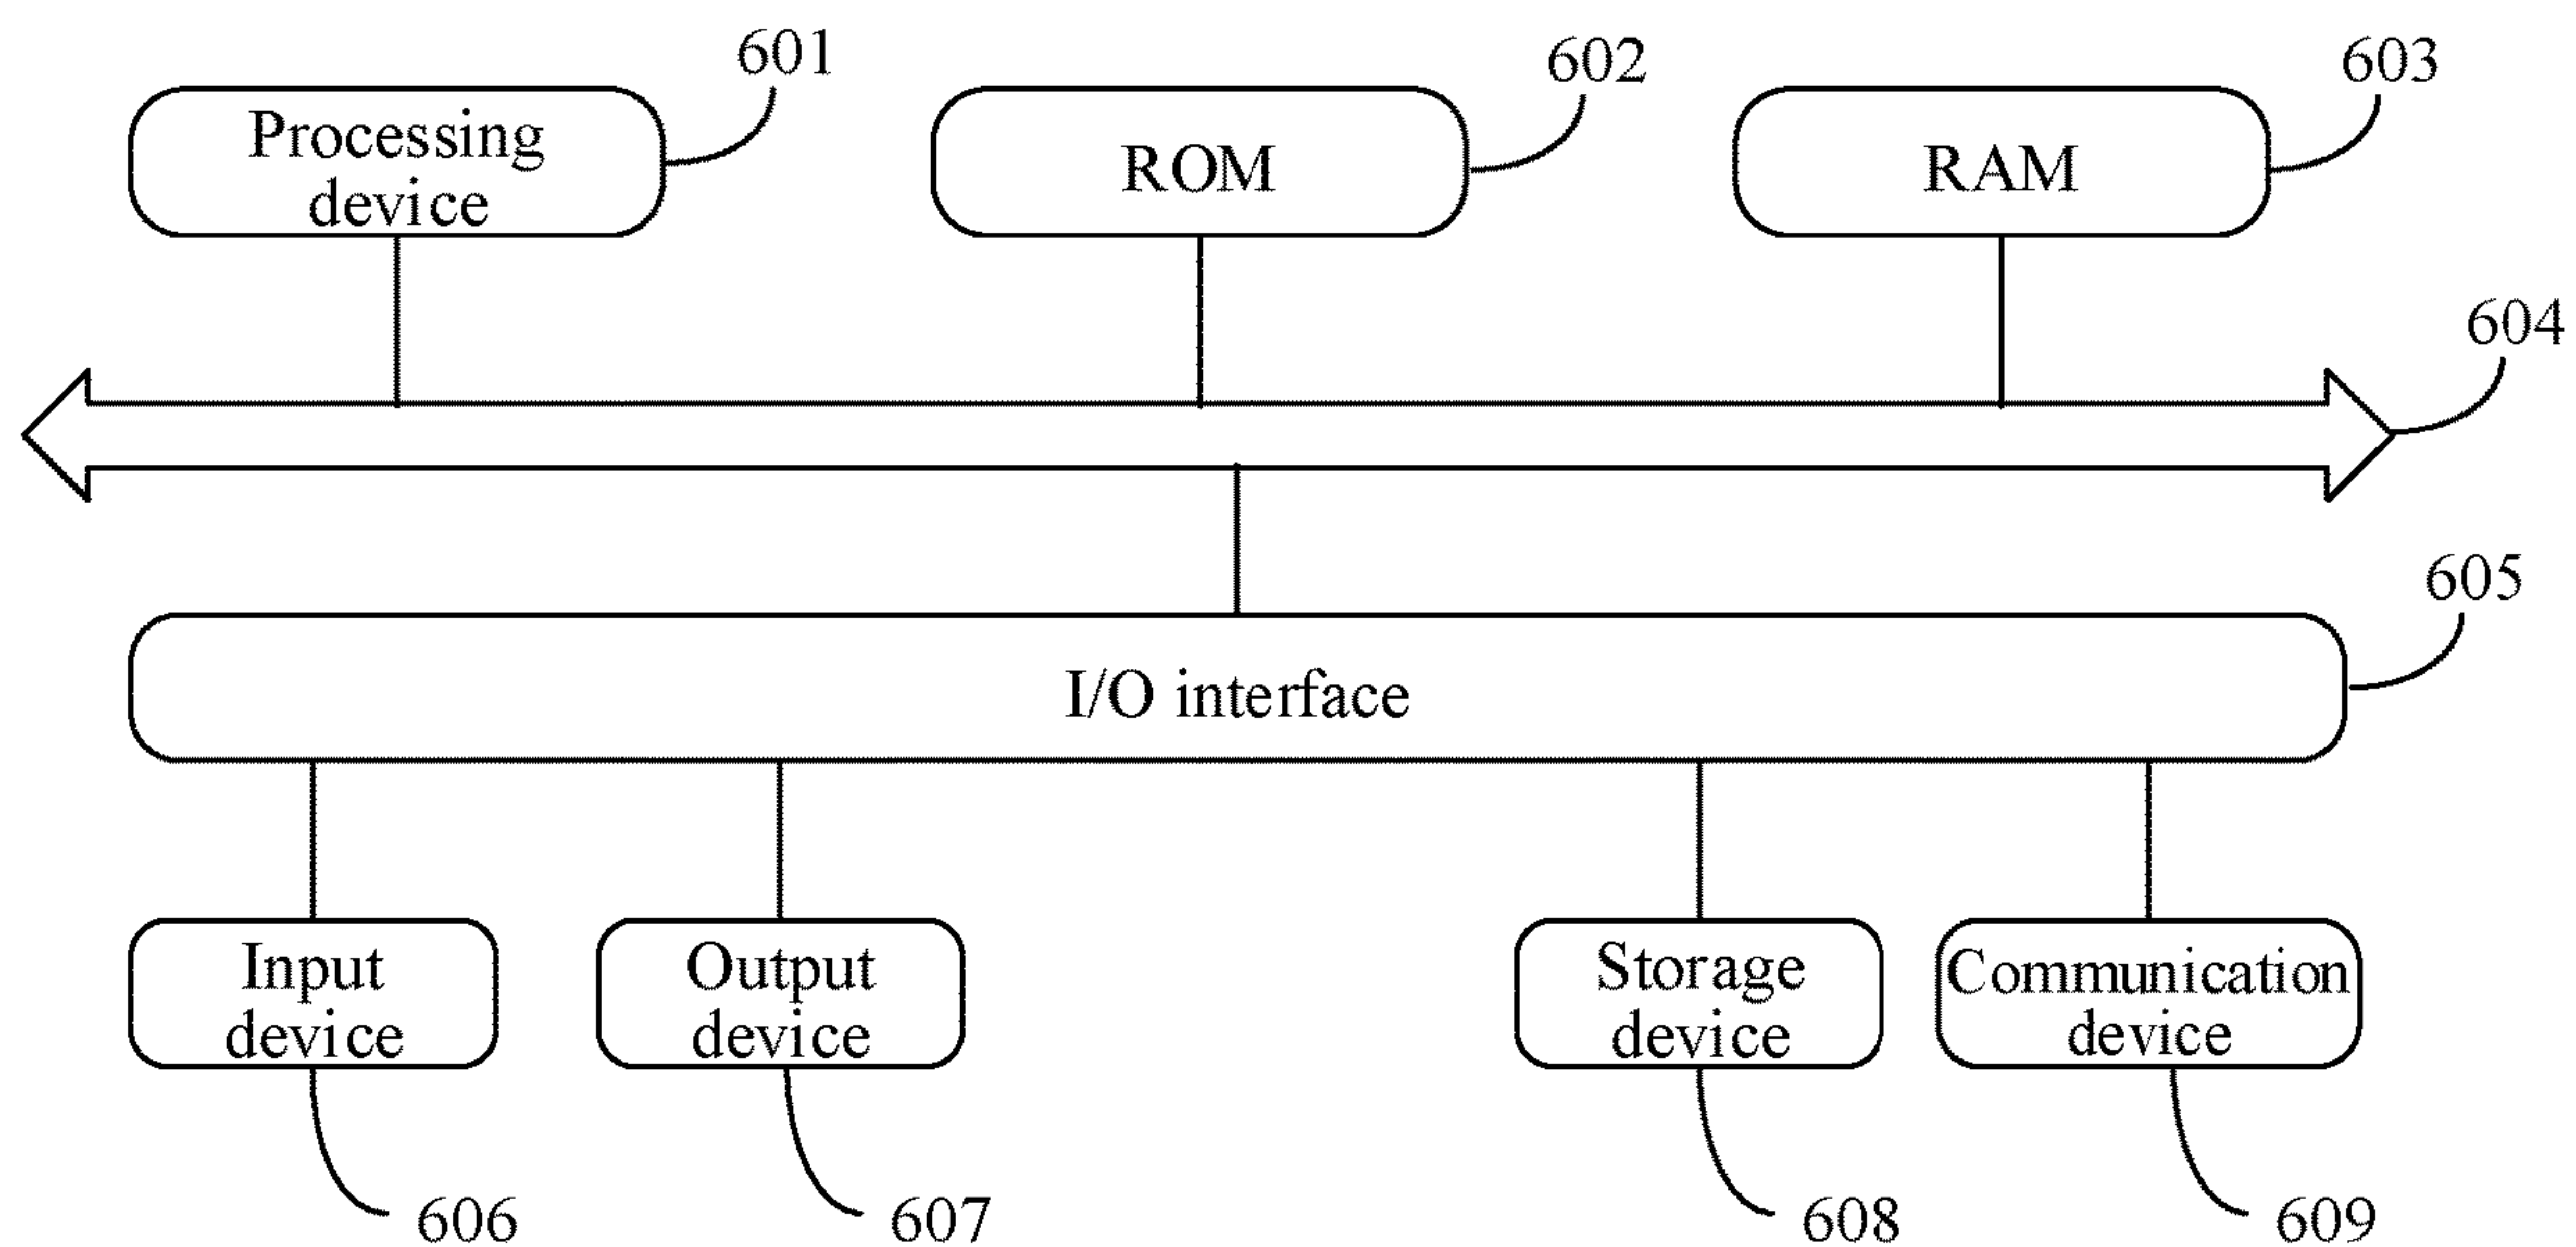 601
602
603
Processing
device
ROM
RAM
604
605
I/O interface
Input
device
Output
device
Storage
device
Communication
device
606
607
608
609